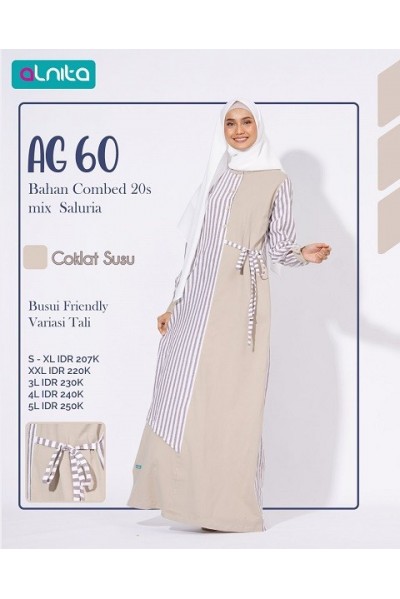 alnita
AG 60
Bahan Combed 20s
mix Saluria
Coklat Susu
Busui Friendly
Variasi Tali
S - XL IDR 207K
XXL IDR 220K
3L IDR 230K
4L IDR 240K
5L IDR 250K